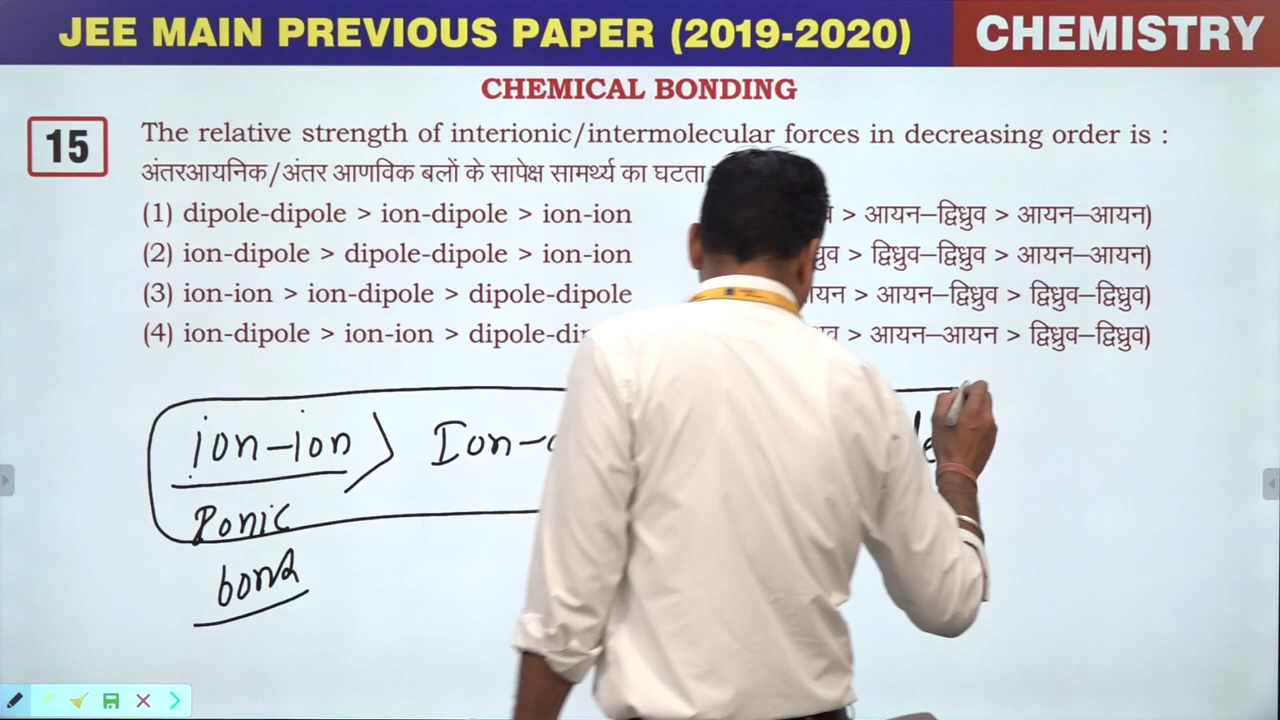 JEE MAIN PREVIOUS PAPER (2019-2020) CHEMISTRY
CHEMICAL BONDING
15 The relative strength of interionic/intermolecular forces in decreasing order is :
अंतरआयनिक/अंतर आणविक बलों के सापेक्ष सामर्थ्य का घटता
(1) dipole-dipole > ion-dipole > ion-ion > आयन–द्विध्रुव > आयन–आयन)
(2) ion-dipole > dipole-dipole > ion-ion > द्विध्रुव–द्विध्रुव > आयन–आयन)
(3) ion-ion > ion-dipole > dipole-dipole > आयन–द्विध्रुव > द्विध्रुव–द्विध्रुव)
(4) ion-dipole > ion-ion > > आयन–आयन > द्विध्रुव–द्विध्रुव)
ion-ion > Ion-
Ionic
bond